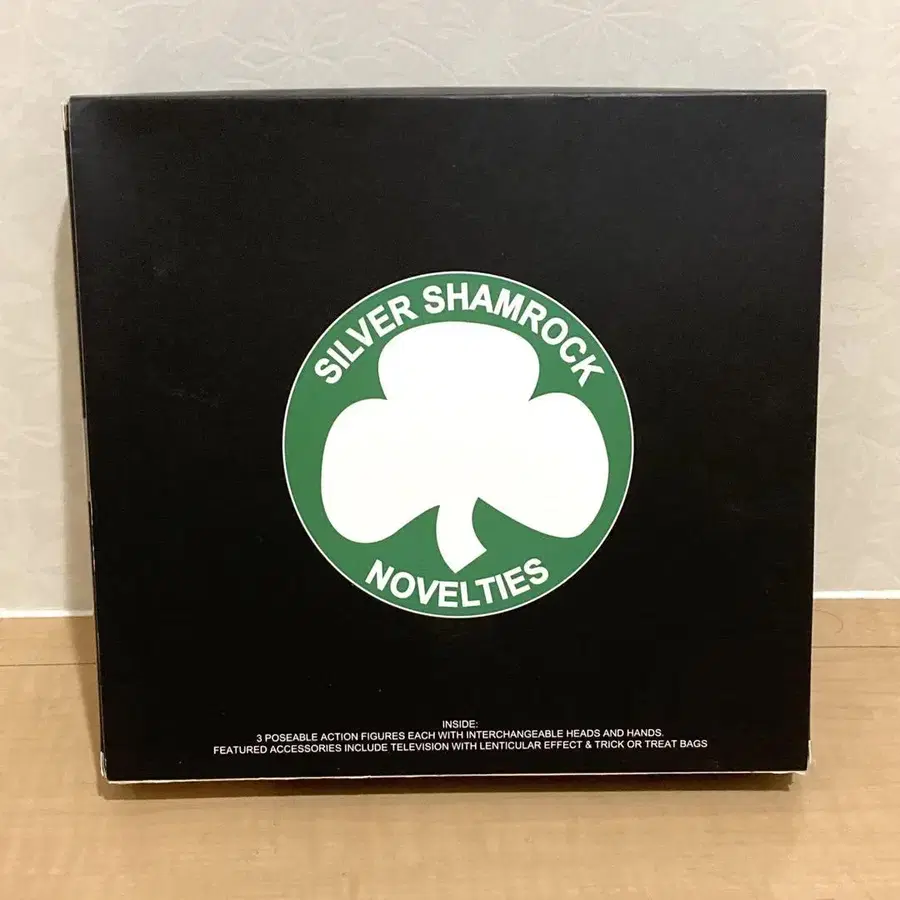 SILVER SHAMROCK
NOVELTIES
INSIDE:
3 POSEABLE ACTION FIGURES EACH WITH INTERCHANGEABLE HEADS AND HANDS.
FEATURED ACCESSORIES INCLUDE TELEVISION WITH LENTICULAR EFFECT & TRICK OR TREAT BAGS